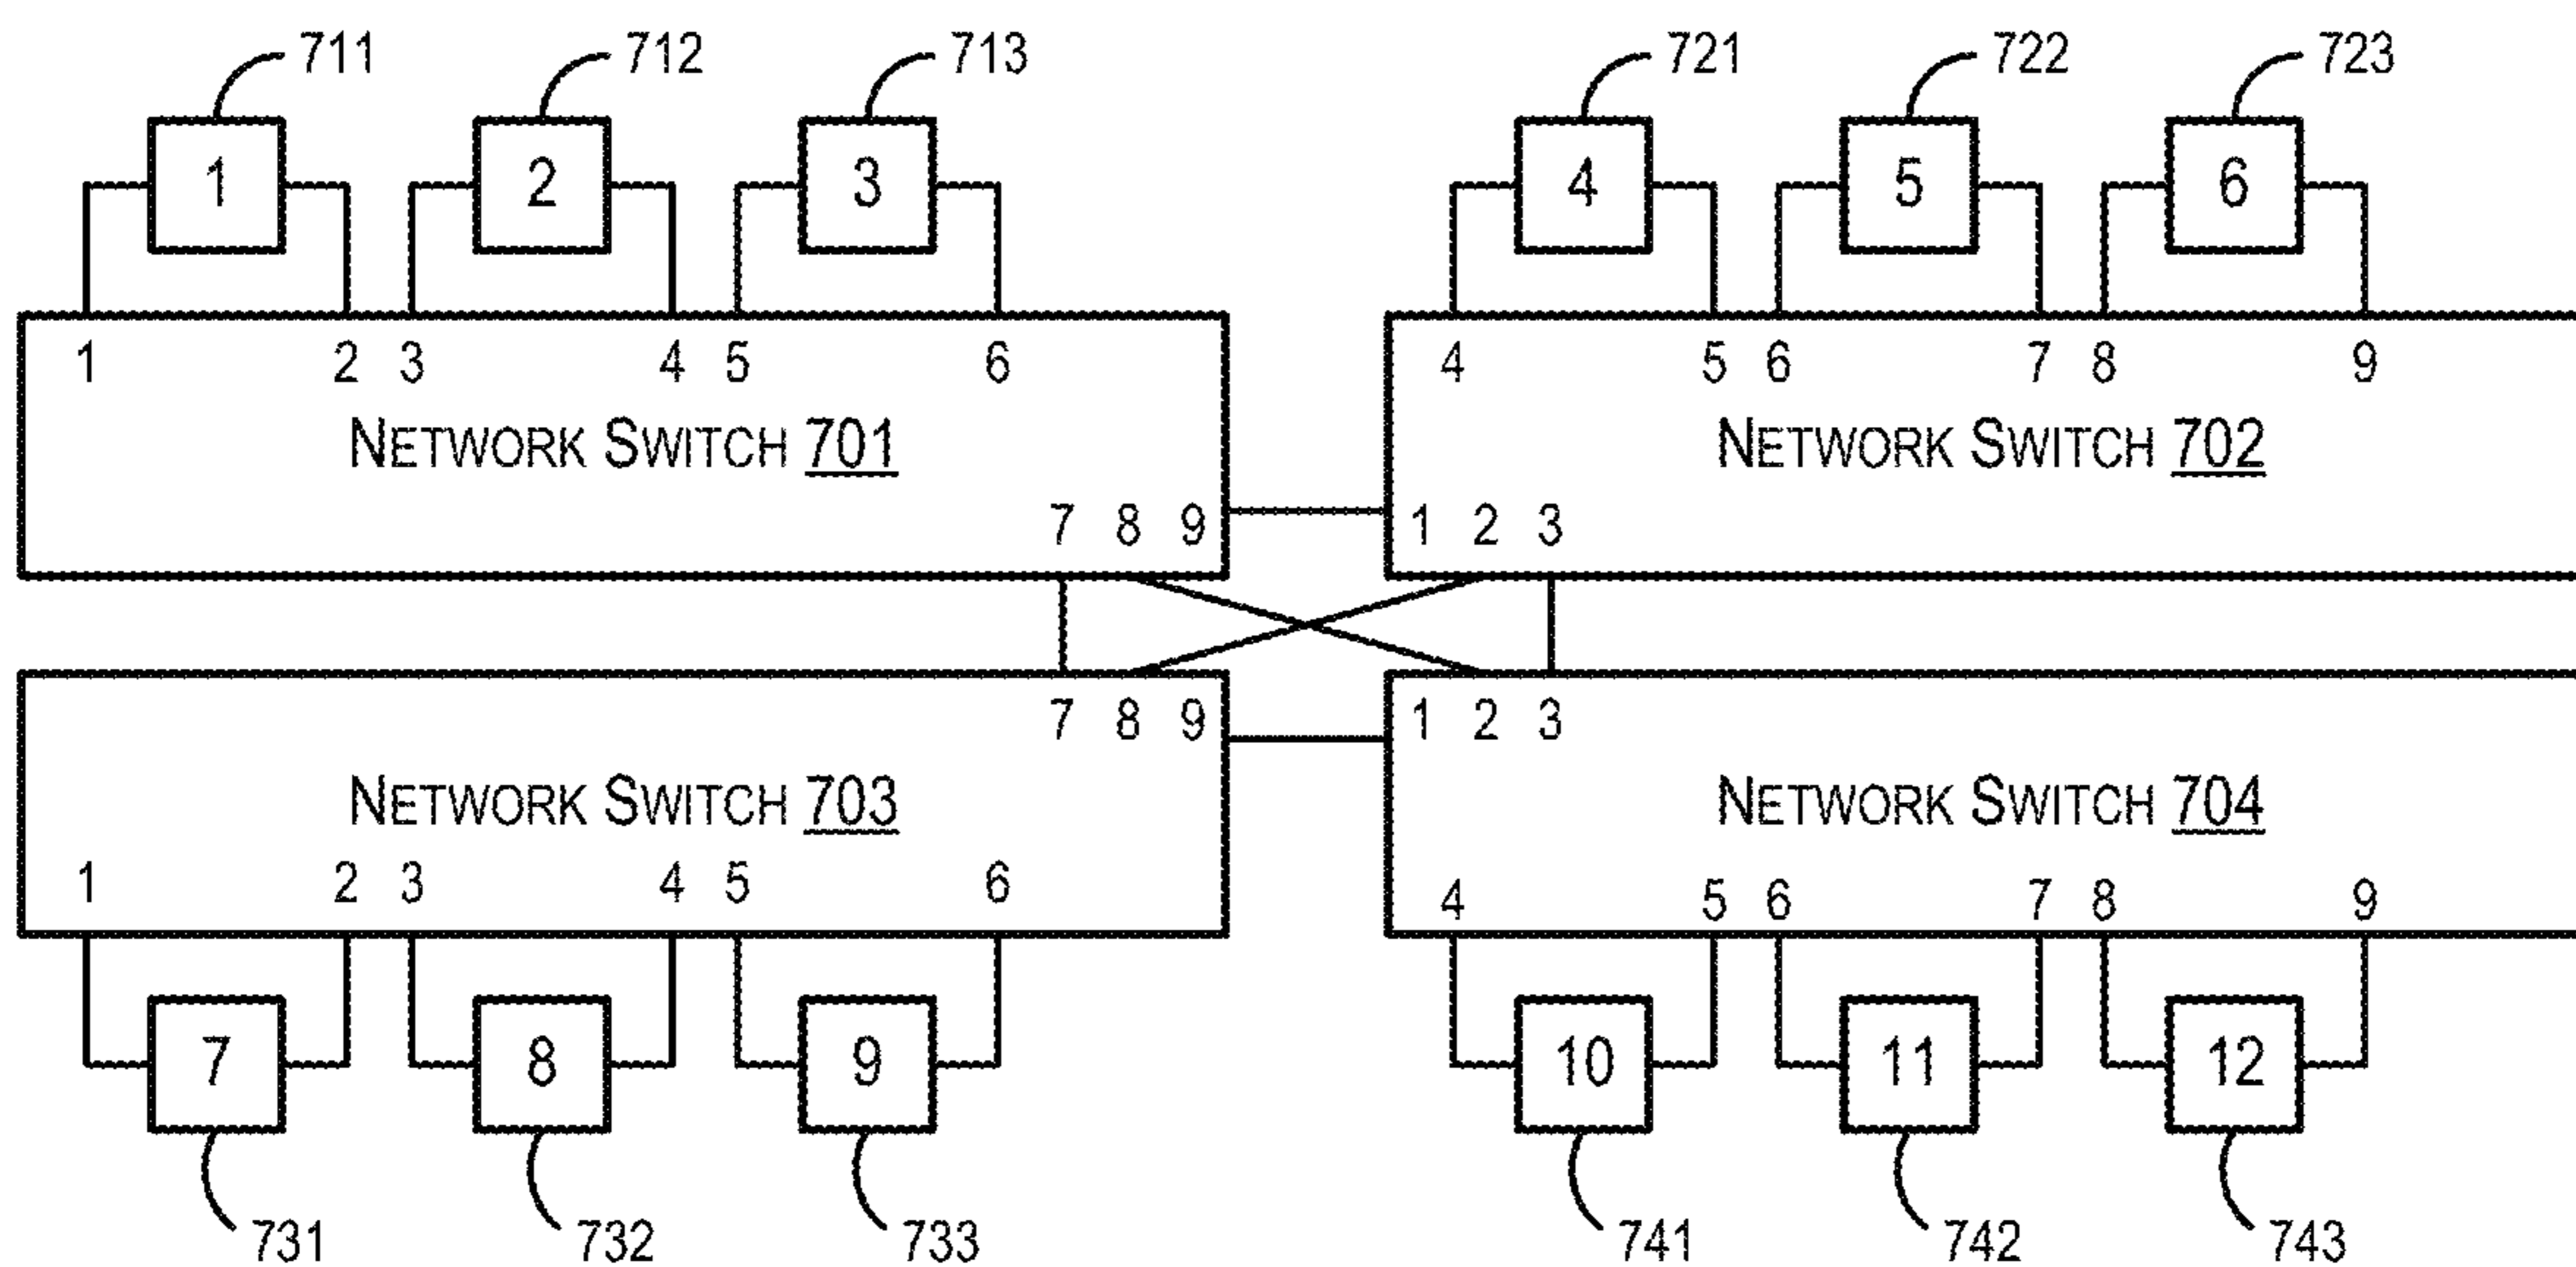 711 712 713 721 722 723
1 2 3 4 5 6
1 2 3 4 5 6 4 5 6 7 8 9
NETWORK SWITCH 701 NETWORK SWITCH 702
7 8 9 1 2 3
7 8 9 1 2 3
NETWORK SWITCH 703 NETWORK SWITCH 704
1 2 3 4 5 6 4 5 6 7 8 9
7 8 9 10 11 12
731 732 733 741 742 743